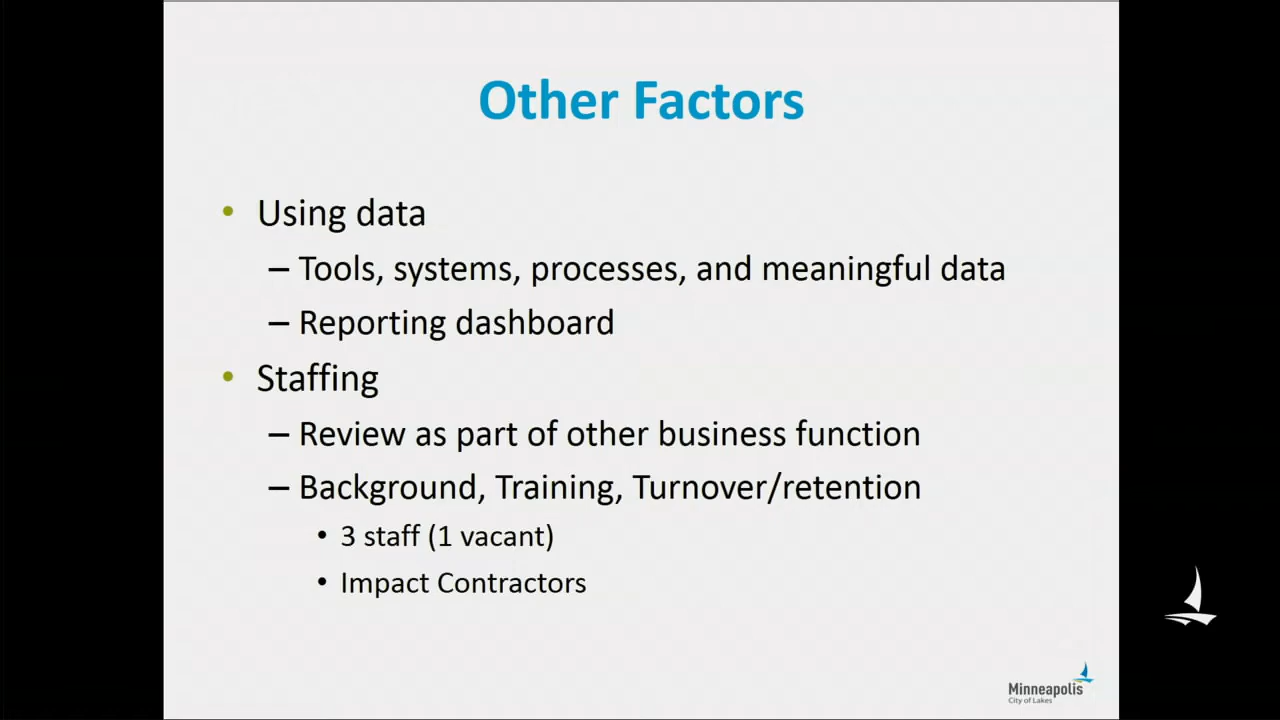 Other Factors
• Using data
– Tools, systems, processes, and meaningful data
– Reporting dashboard
• Staffing
– Review as part of other business function
– Background, Training, Turnover/retention
• 3 staff (1 vacant)
• Impact Contractors
Minneapolis
City of Lakes